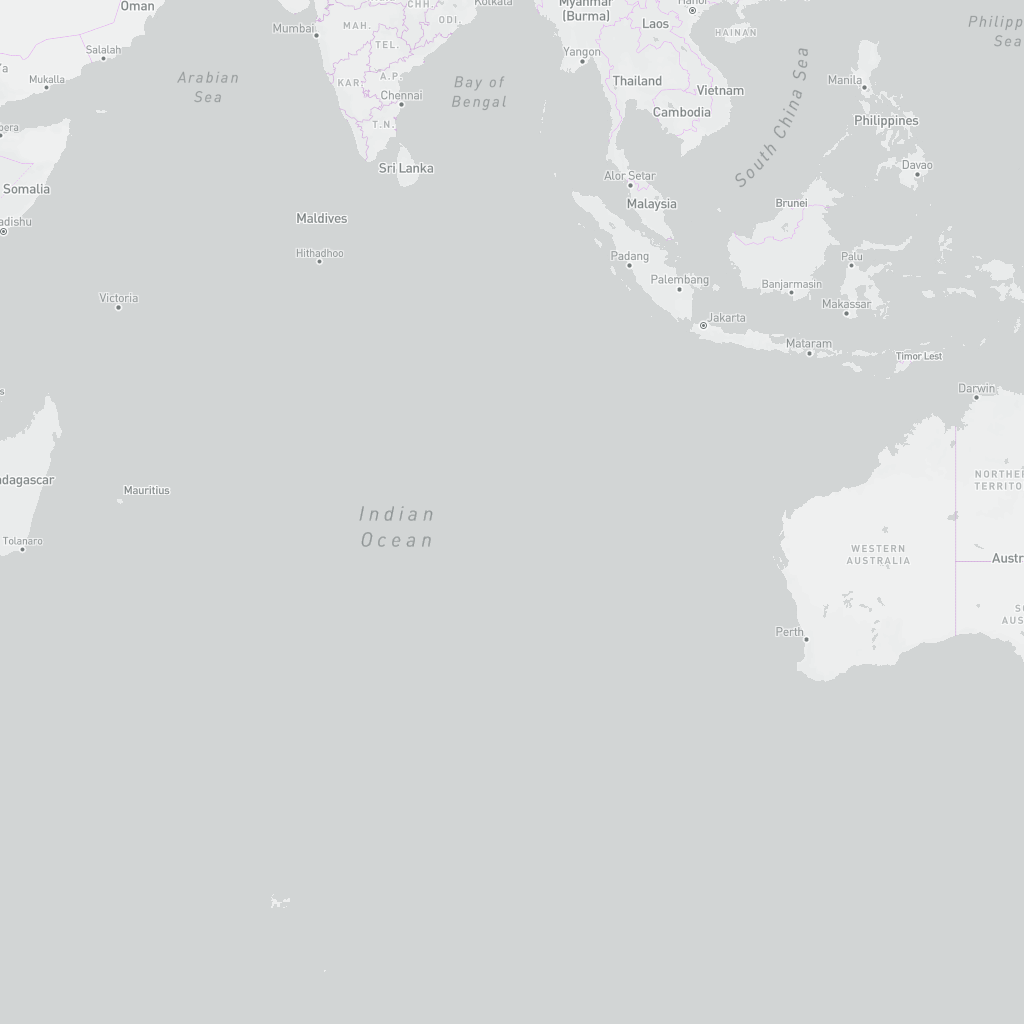 Oman
Kolkata
Myanmar
(Burma)
Hanoi
CHH.
MAH.
ODI.
Laos
Philipp
Sea
Mumbai
HAINAN
TEL.
Salalah
Yangon
Ya
Arabian
Sea
Mukalla
KAR.
A.P.
Bay of
Bengal
Thailand
Vietnam
Manila
Chennai
Cambodia
South China Sea
Philippines
bera
T.N.
Sri Lanka
Davao
Alor Setar
Somalia
Malaysia
Brunei
adishu
Maldives
Hithadhoo
Padang
Palu
Palembang
Banjarmasin
Victoria
Makassar
Jakarta
Mataram
Timor Lest
s
Darwin
NORTHE
TERRITO
adagascar
Mauritius
Indian
Ocean
Tolanaro
WESTERN
AUSTRALIA
Austr
SO
AUS
Perth